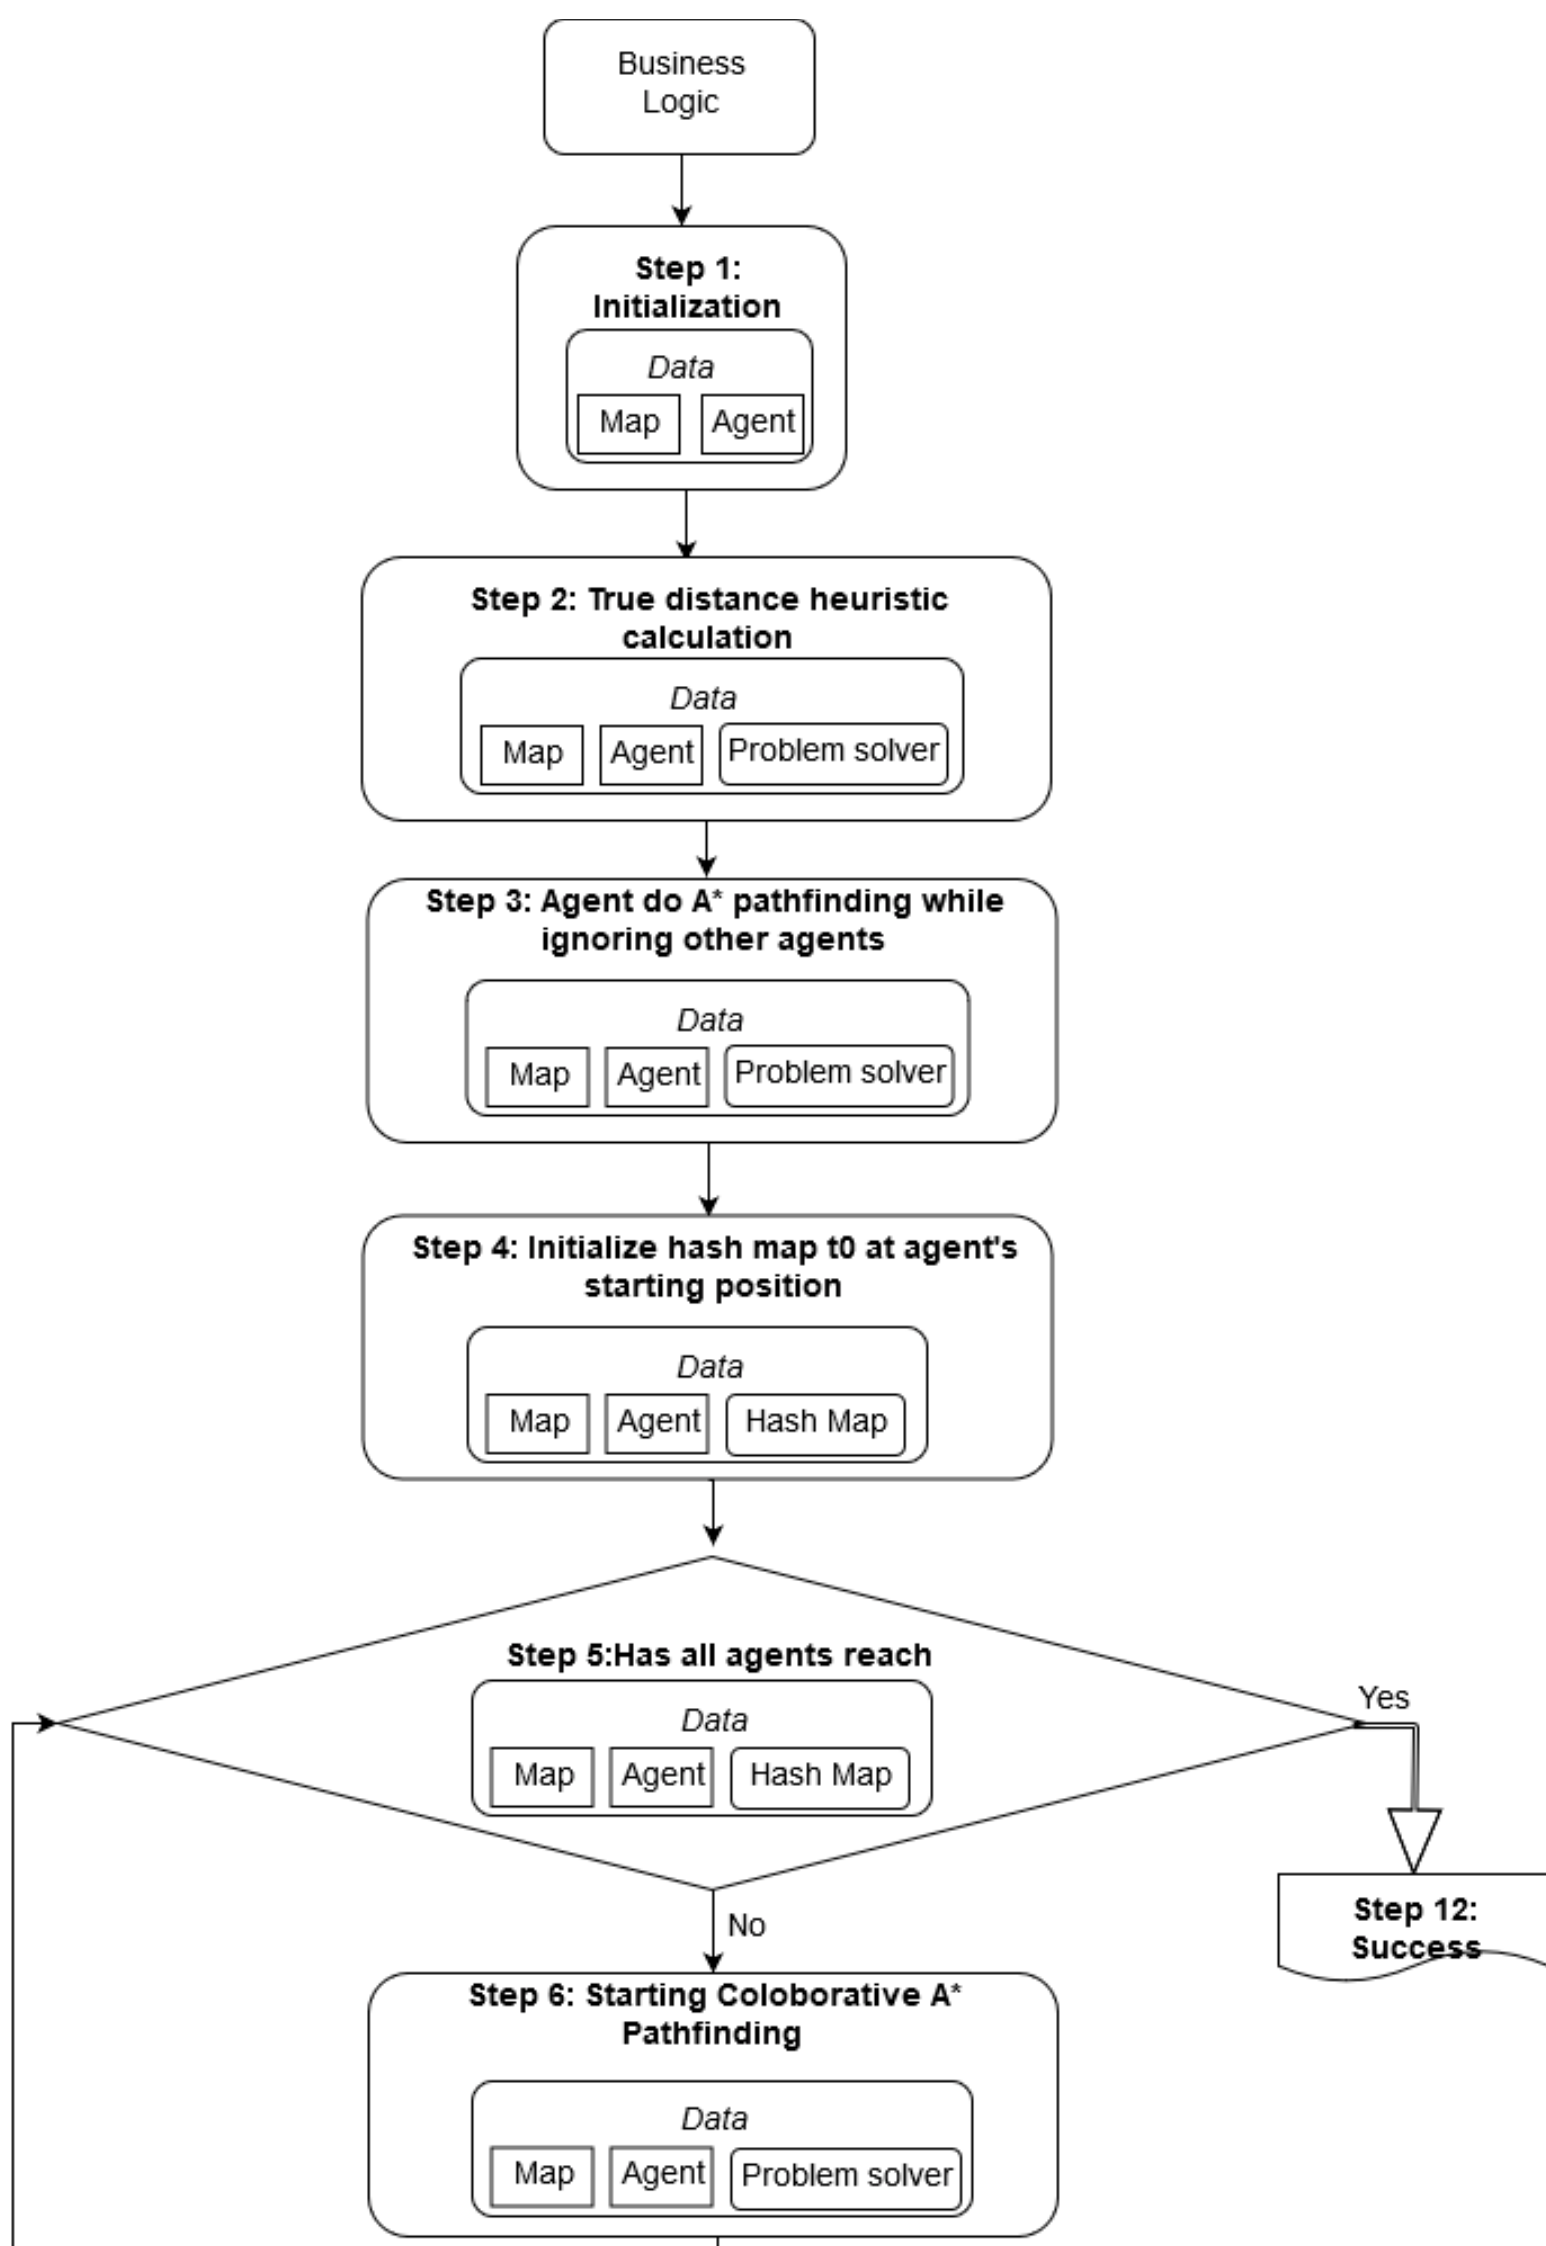 Business
Logic
Step 1:
Initialization
Data
Map Agent
Step 2: True distance heuristic
calculation
Data
Map Agent Problem solver
Step 3: Agent do A* pathfinding while
ignoring other agents
Data
Map Agent Problem solver
Step 4: Initialize hash map t0 at agent's
starting position
Data
Map Agent Hash Map
Step 5:Has all agents reach
Data
Map Agent Hash Map
Yes
No
Step 12:
Success
Step 6: Starting Coloborative A*
Pathfinding
Data
Map Agent Problem solver